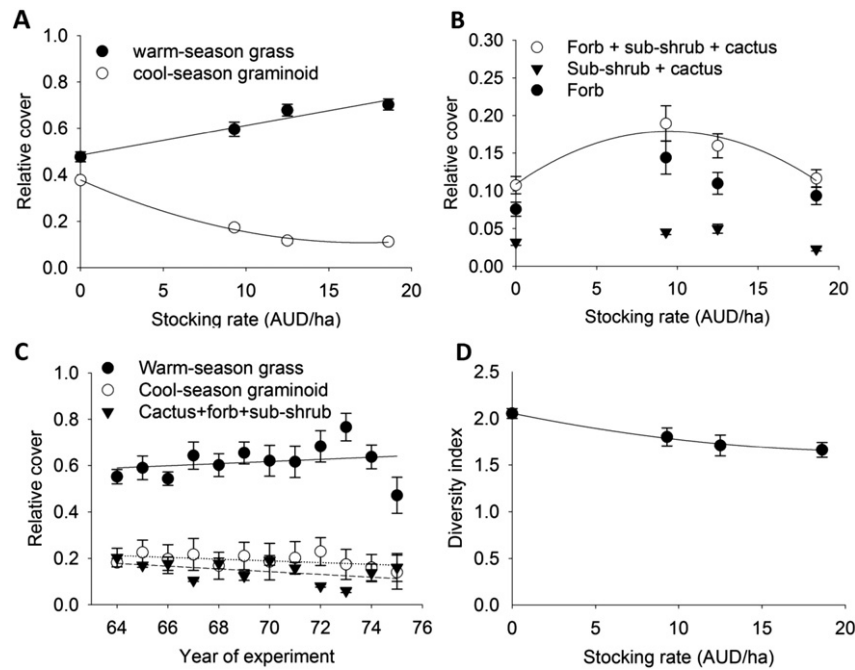 A
warm-season grass
cool-season graminoid
1.0
0.8
0.6
0.4
0.2
0.0
Relative cover
0 5 10 15 20
Stocking rate (AUD/ha)
B
Forb + sub-shrub + cactus
Sub-shrub + cactus
Forb
0.30
0.25
0.20
0.15
0.10
0.05
0.00
Relative cover
0 5 10 15 20
Stocking rate (AUD/ha)
C
Warm-season grass
Cool-season graminoid
Cactus+forb+sub-shrub
1.0
0.8
0.6
0.4
0.2
0.0
Relative cover
64 66 68 70 72 74 76
Year of experiment
D
2.5
2.0
1.5
1.0
0.5
0.0
Diversity index
0 5 10 15 20
Stocking rate (AUD/ha)